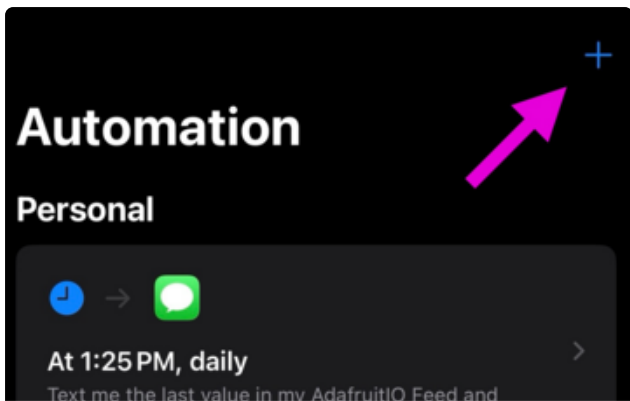 Automation
Personal
At 1:25 PM, daily
Text me the last value in my AdafruitIO Feed and